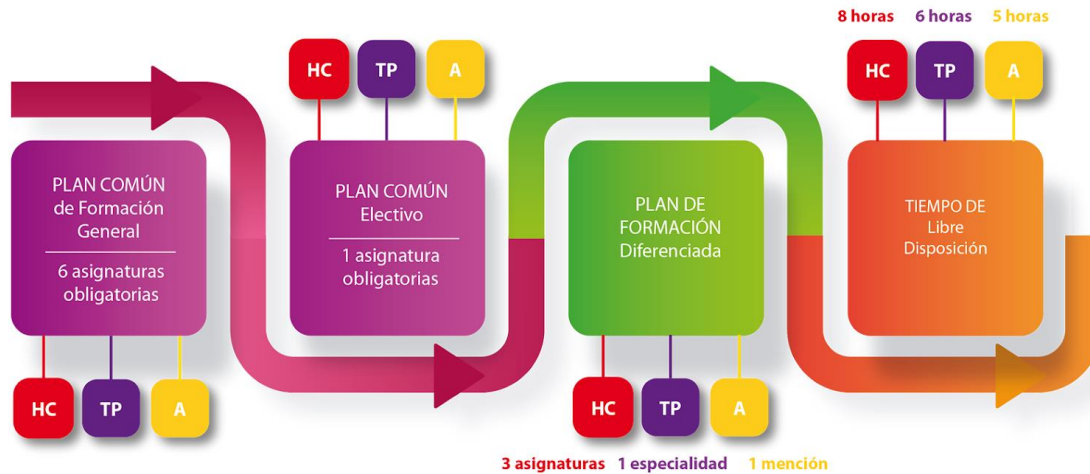 PLAN COMÚN
de Formación
General
6 asignaturas
obligatorias
HC TP A
HC TP A
PLAN COMÚN
Electivo
1 asignatura
obligatorias
PLAN DE
FORMACIÓN
Diferenciada
HC TP A
3 asignaturas 1 especialidad 1 mención
8 horas 6 horas 5 horas
HC TP A
TIEMPO DE
Libre
Disposición